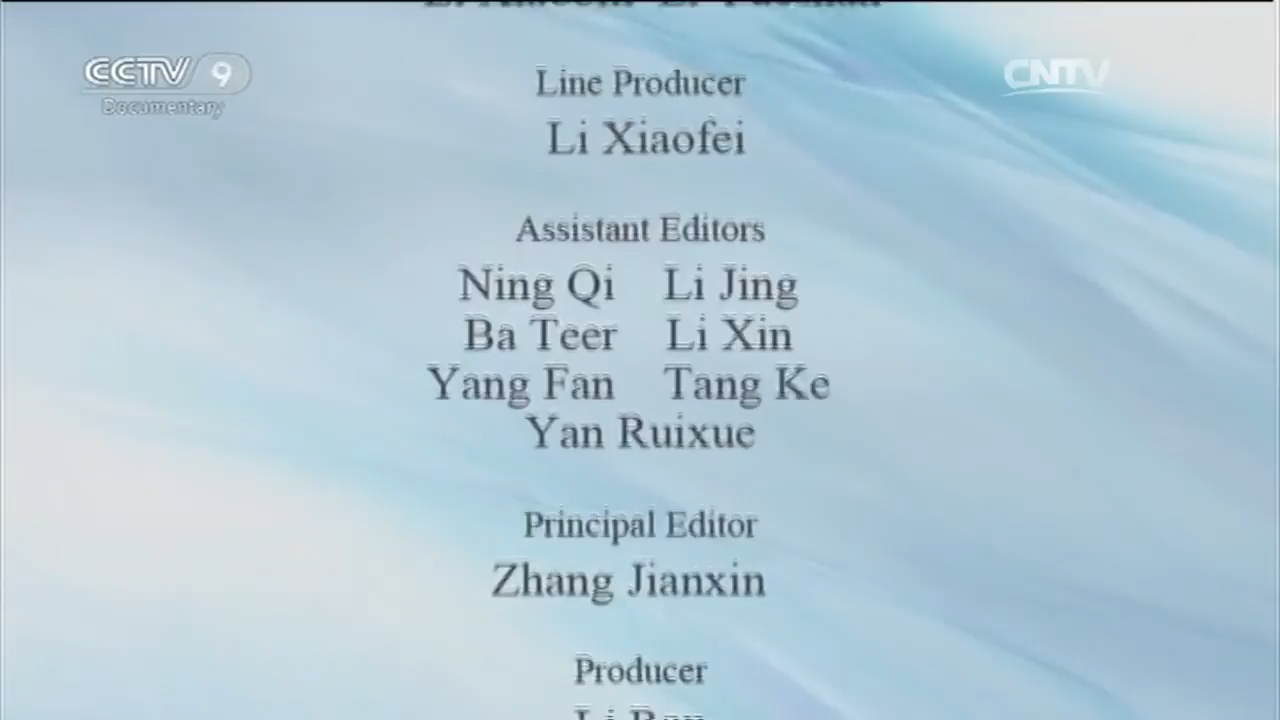 CCTV 9
Documentary
CNTV
Line Producer
Li Xiaofei
Assistant Editors
Ning Qi Li Jing
Ba Teer Li Xin
Yang Fan Tang Ke
Yan Ruixue
Principal Editor
Zhang Jianxin
Producer
Li